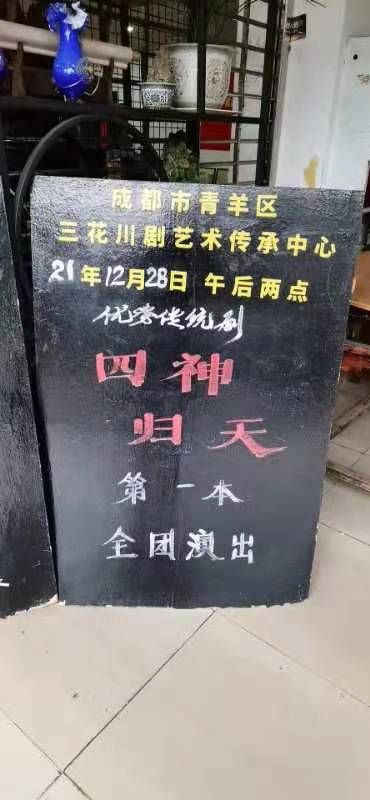 成都市青羊区
三花川剧艺术传承中心
21年12月28日 午后两点
优秀传统剧
四神
归天
第一本
全团演出